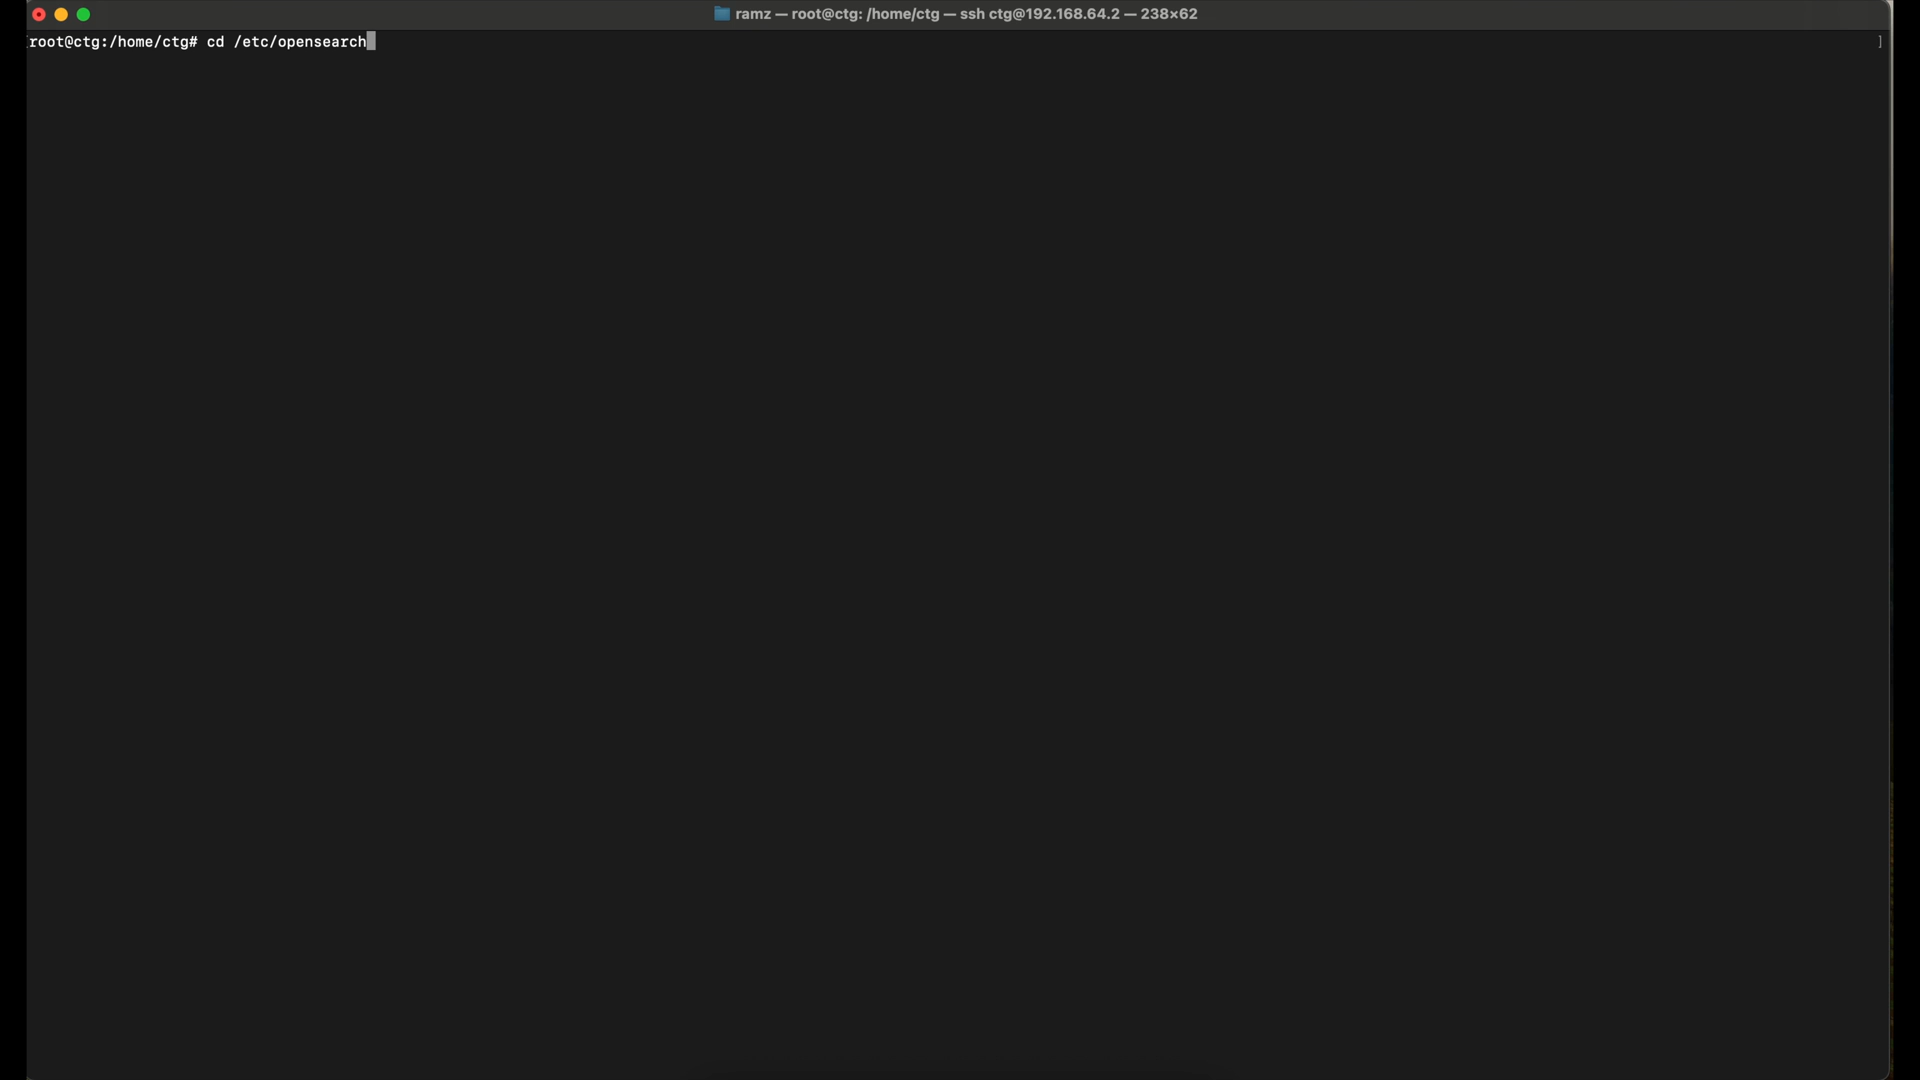 ramz — root@ctg: /home/ctg — ssh ctg@192.168.64.2 — 238×62
[root@ctg:/home/ctg# cd /etc/opensearch ]